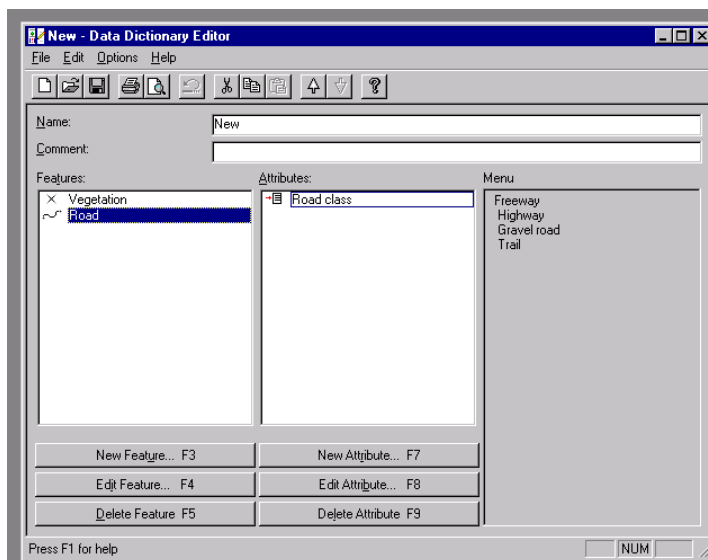 New - Data Dictionary Editor
File Edit Options Help
Name: New
Comment:
Features: Attributes: Menu
Vegetation Road class Freeway
Road Highway
Gravel road
Trail
New Feature... F3 New Attribute... F7
Edit Feature... F4 Edit Attribute... F8
Delete Feature F5 Delete Attribute F9
Press F1 for help NUM